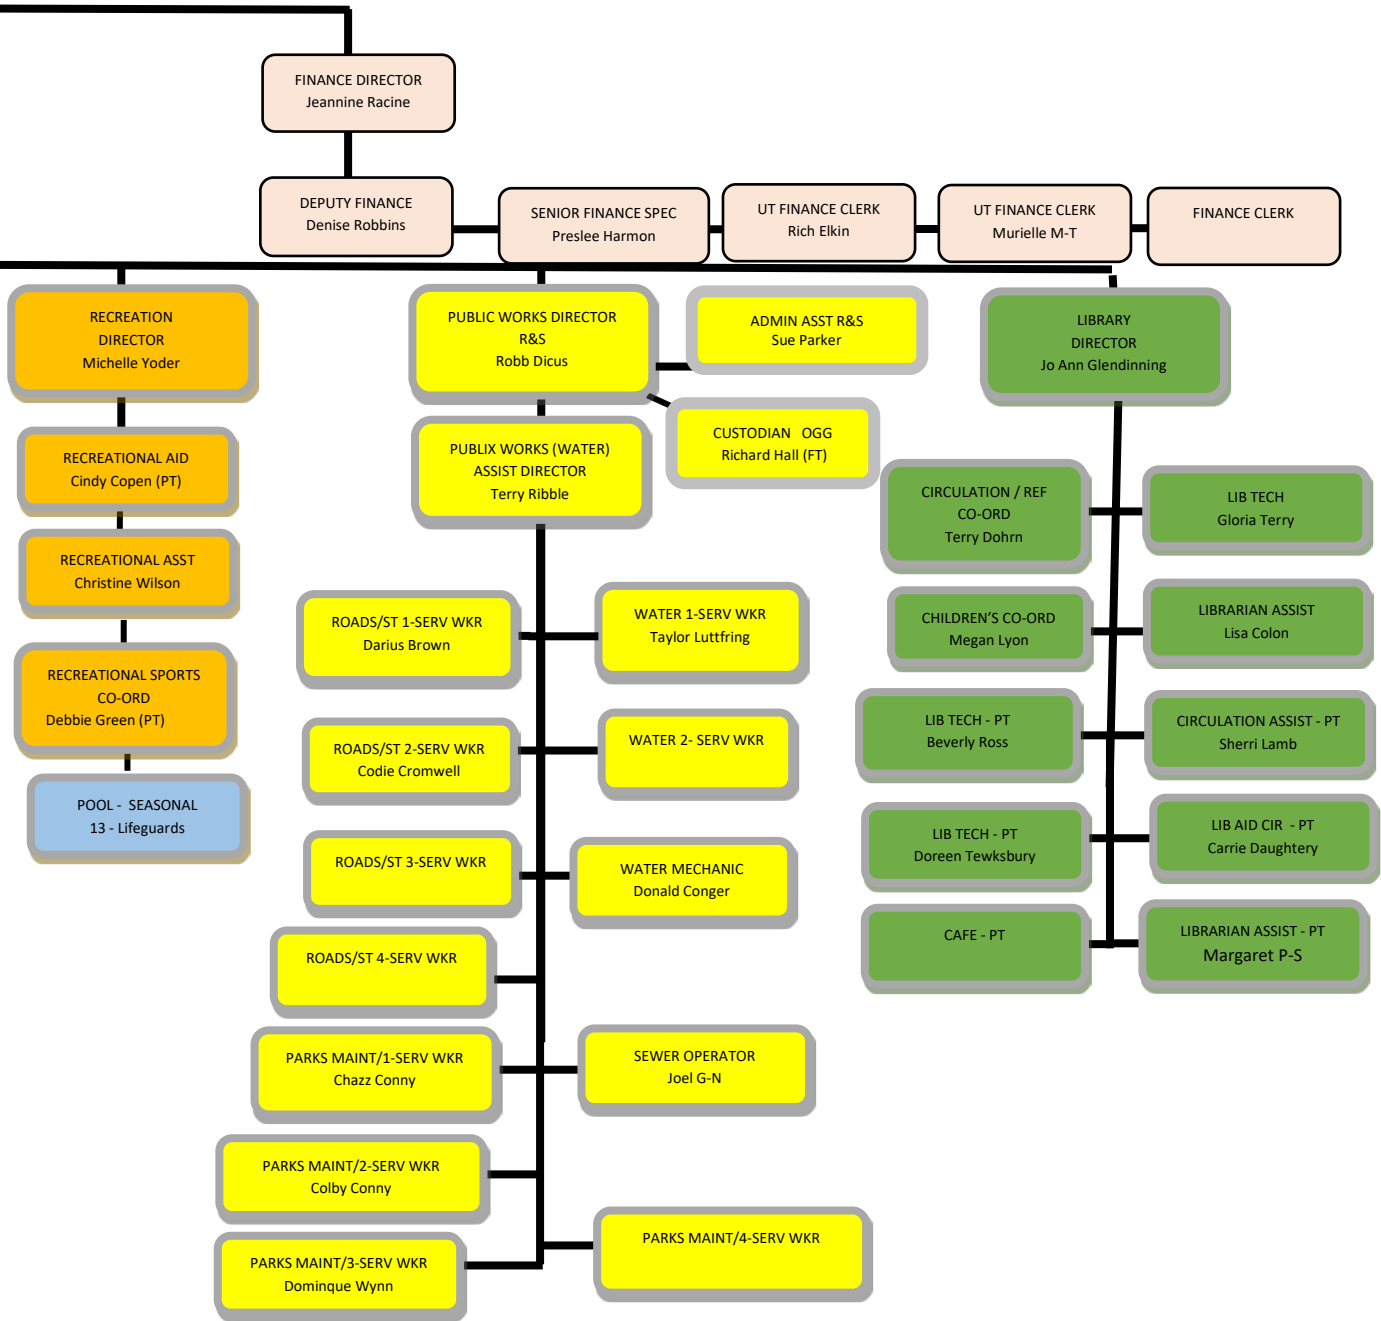 FINANCE DIRECTOR
Jeannine Racine
DEPUTY FINANCE
Denise Robbins
SENIOR FINANCE SPEC
Preslee Harmon
UT FINANCE CLERK
Rich Elkin
UT FINANCE CLERK
Murielle M-T
FINANCE CLERK
RECREATION
DIRECTOR
Michelle Yoder
RECREATIONAL AID
Cindy Copen (PT)
RECREATIONAL ASST
Christine Wilson
RECREATIONAL SPORTS
CO-ORD
Debbie Green (PT)
POOL - SEASONAL
13 - Lifeguards
PUBLIC WORKS DIRECTOR
R&S
Robb Dicus
ADMIN ASST R&S
Sue Parker
CUSTODIAN OGG
Richard Hall (FT)
PUBLIX WORKS (WATER)
ASSIST DIRECTOR
Terry Ribble
ROADS/ST 1-SERV WKR
Darius Brown
WATER 1-SERV WKR
Taylor Luttfring
ROADS/ST 2-SERV WKR
Codie Cromwell
WATER 2- SERV WKR
ROADS/ST 3-SERV WKR
WATER MECHANIC
Donald Conger
ROADS/ST 4-SERV WKR
PARKS MAINT/1-SERV WKR
Chazz Conny
SEWER OPERATOR
Joel G-N
PARKS MAINT/2-SERV WKR
Colby Conny
PARKS MAINT/3-SERV WKR
Dominque Wynn
PARKS MAINT/4-SERV WKR
LIBRARY
DIRECTOR
Jo Ann Glendinning
CIRCULATION / REF
CO-ORD
Terry Dohrn
LIB TECH
Gloria Terry
CHILDREN'S CO-ORD
Megan Lyon
LIBRARIAN ASSIST
Lisa Colon
LIB TECH - PT
Beverly Ross
CIRCULATION ASSIST - PT
Sherri Lamb
LIB TECH - PT
Doreen Tewksbury
LIB AID CIR - PT
Carrie Daughtery
CAFE - PT
LIBRARIAN ASSIST - PT
Margaret P-S